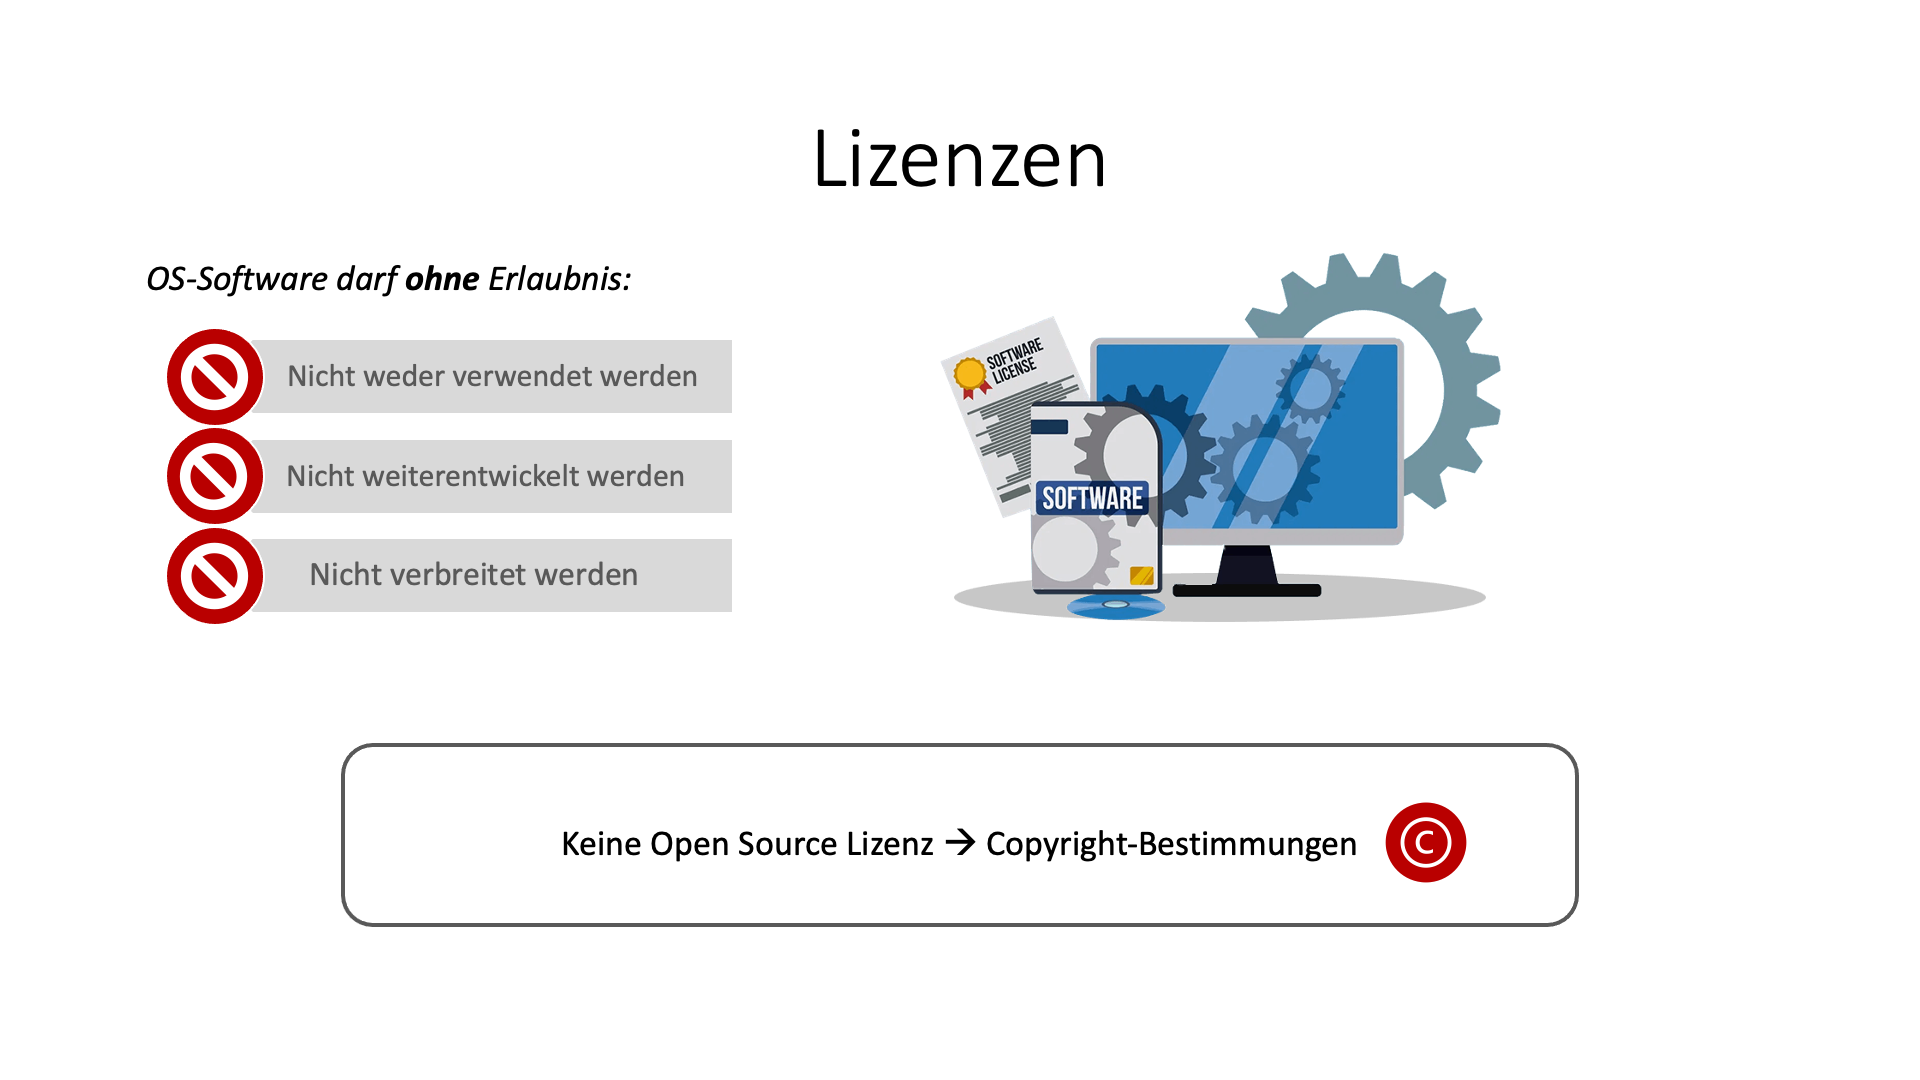 Lizenzen
OS-Software darf ohne Erlaubnis:
Nicht weder verwendet werden
Nicht weiterentwickelt werden
Nicht verbreitet werden
SOFTWARE
LICENSE
SOFTWARE
Keine Open Source Lizenz → Copyright-Bestimmungen
©